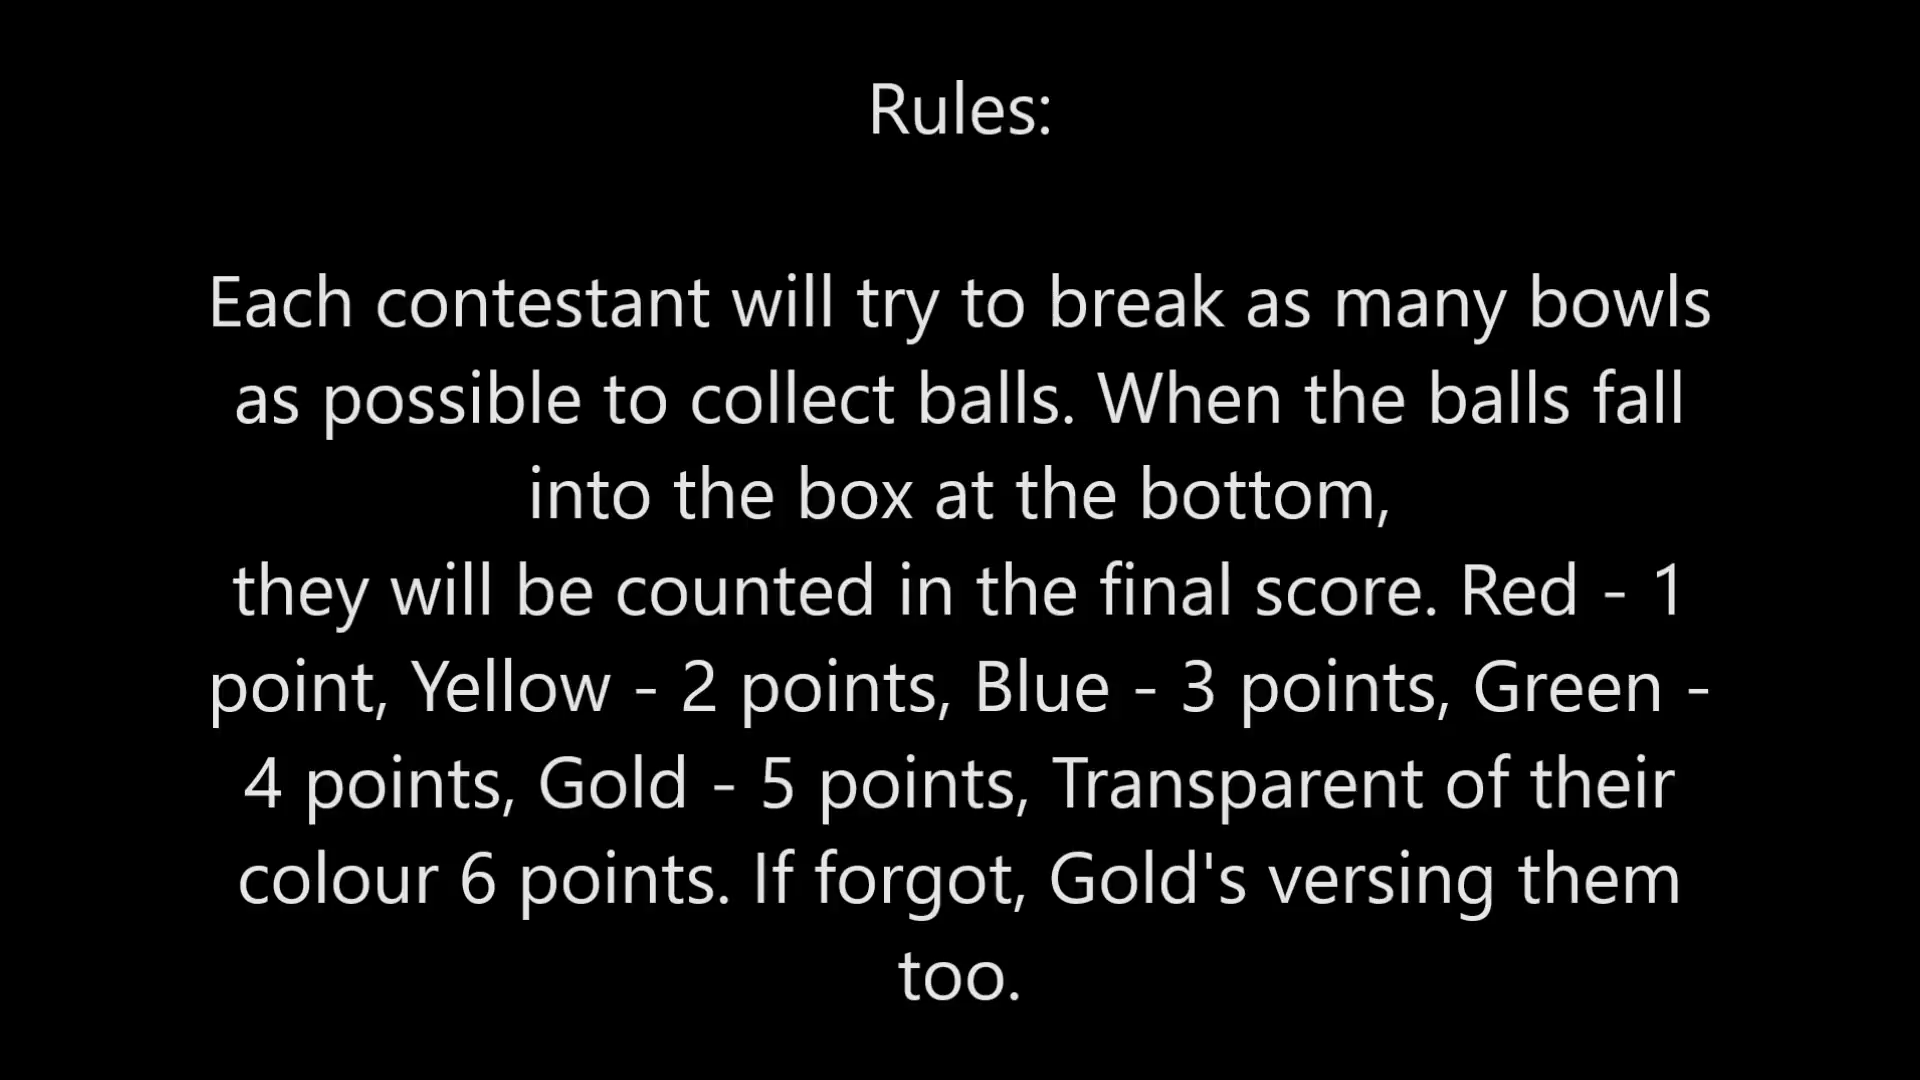 Rules:
Each contestant will try to break as many bowls
as possible to collect balls. When the balls fall
into the box at the bottom,
they will be counted in the final score. Red - 1
point, Yellow - 2 points, Blue - 3 points, Green -
4 points, Gold - 5 points, Transparent of their
colour 6 points. If forgot, Gold's versing them
too.